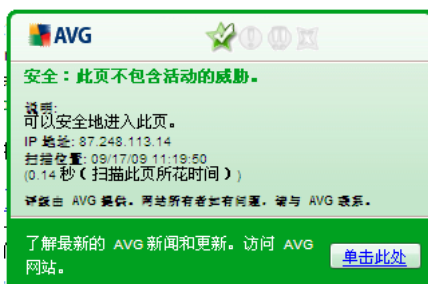 AVG
安全：此页不包含活动的威胁。
说明:
可以安全地进入此页。
IP 地址: 87.248.113.14
扫描位置: 09/17/09 11:19:50
(0.14 秒（扫描此页所花时间）)
评级由 AVG 提供。网站所有者如有问题，请与 AVG 联系。
了解最新的 AVG 新闻和更新。访问 AVG
网站。
单击此处